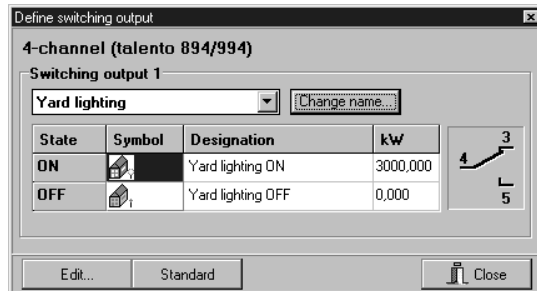 Define switching output
4-channel (talento 894/994)
Switching output 1
Yard lighting Change name...
State Symbol Designation kW
ON Yard lighting ON 3000,000
OFF Yard lighting OFF 0,000
3
4
5
Edit... Standard Close